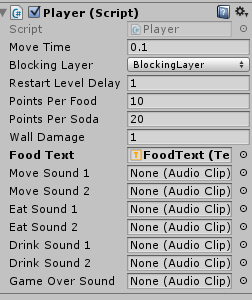 Player (Script)
Script Player
Move Time 0.1
Blocking Layer BlockingLayer
Restart Level Delay 1
Points Per Food 10
Points Per Soda 20
Wall Damage 1
Food Text FoodText (Te
Move Sound 1 None (Audio Clip)
Move Sound 2 None (Audio Clip)
Eat Sound 1 None (Audio Clip)
Eat Sound 2 None (Audio Clip)
Drink Sound 1 None (Audio Clip)
Drink Sound 2 None (Audio Clip)
Game Over Sound None (Audio Clip)